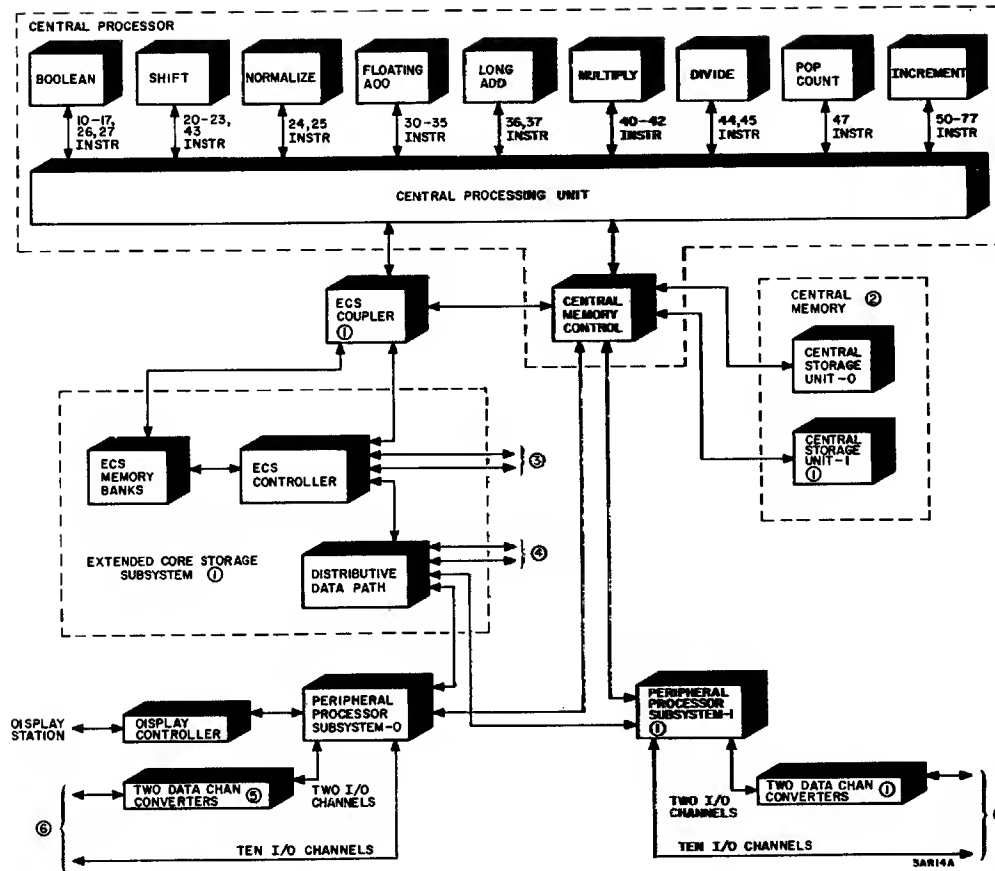 CENTRAL PROCESSOR
BOOLEAN
SHIFT
NORMALIZE
FLOATING
AOO
LONG
ADD
MULTIPLY
DIVIDE
POP
COUNT
INCREMENT
10-17,
26,27
INSTR
20-23,
43
INSTR
24,25
INSTR
30-35
INSTR
36,37
INSTR
40-42
INSTR
44,45
INSTR
47
INSTR
50-77
INSTR
CENTRAL PROCESSING UNIT
ECS
COUPLER
①
CENTRAL
MEMORY
CONTROL
CENTRAL ②
MEMORY
CENTRAL
STORAGE
UNIT-0
CENTRAL
STORAGE
UNIT-1
①
ECS
MEMORY
BANKS
ECS
CONTROLLER
③
④
EXTENDED CORE STORAGE
SUBSYSTEM ①
DISTRIBUTIVE
DATA PATH
PERIPHERAL
PROCESSOR
SUBSYSTEM-0
PERIPHERAL
PROCESSOR
SUBSYSTEM-1
①
OISPLAY
STATION
OISPLAY
CONTROLLER
TWO DATA CHAN
CONVERTERS ⑤
TWO I/O
CHANNELS
TWO I/O
CHANNELS
TWO DATA CHAN
CONVERTERS ①
⑥
TEN I/O CHANNELS
TEN I/O CHANNELS
3AR14A